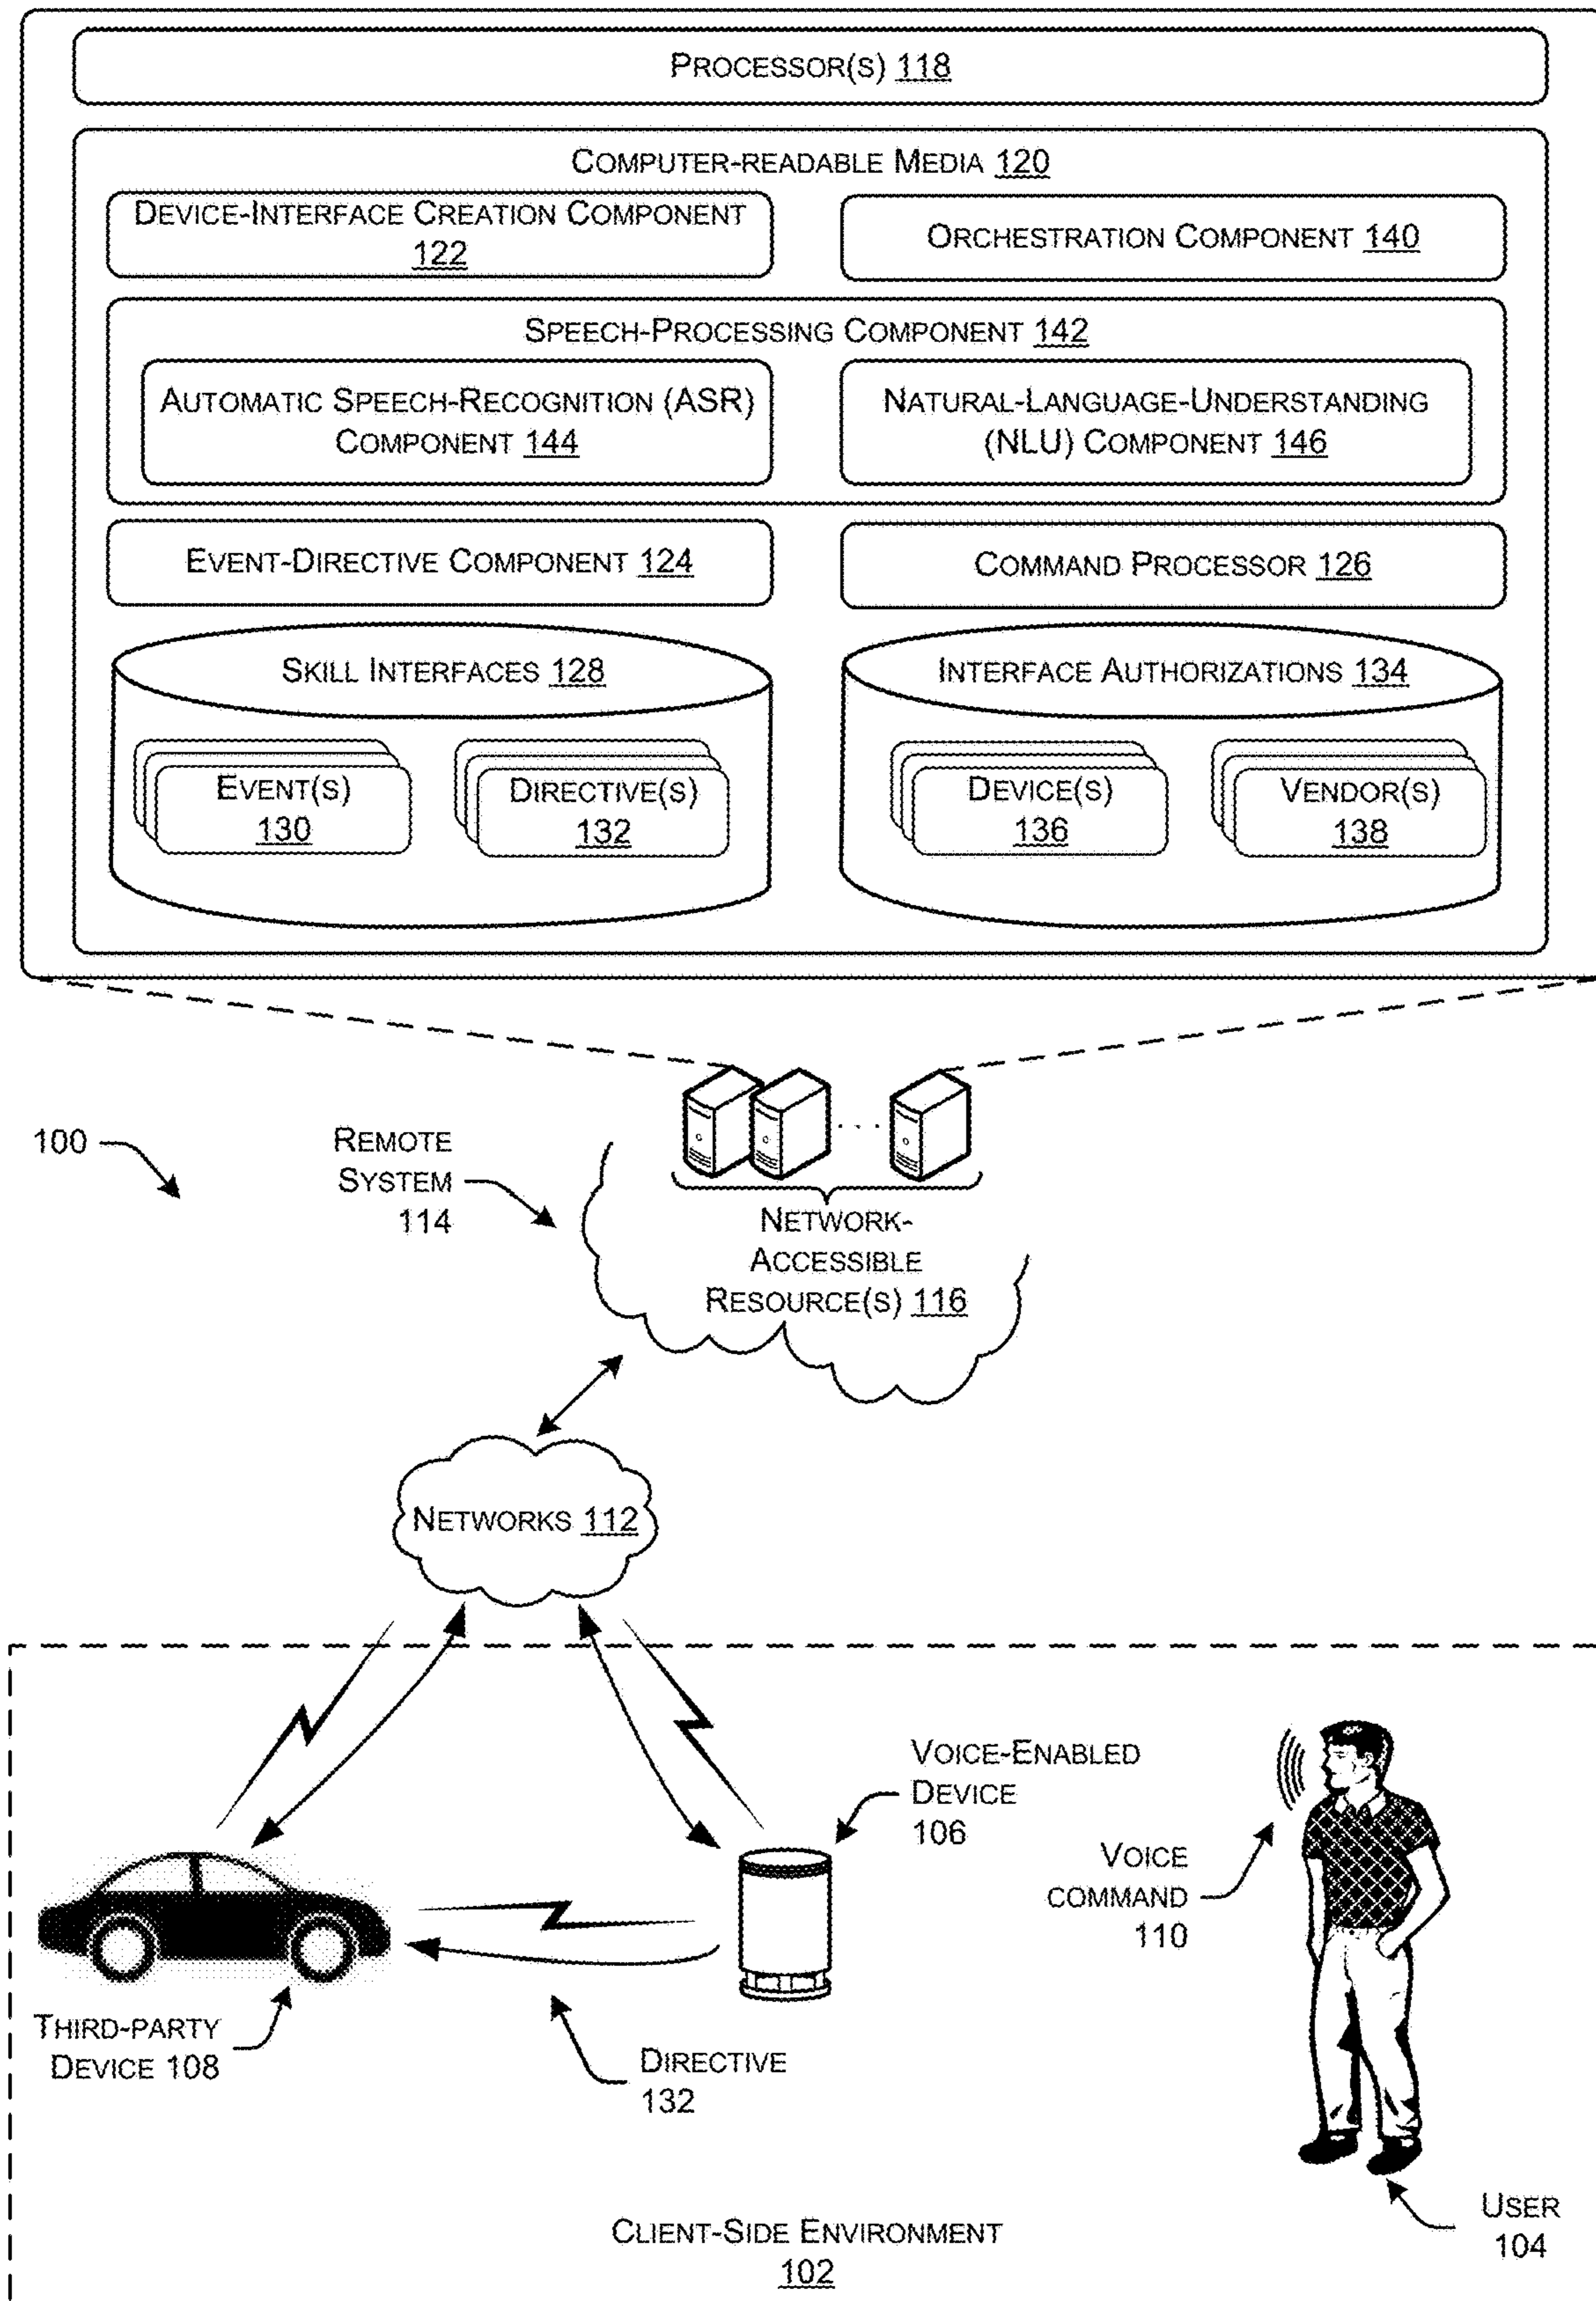 PROCESSOR(S) 118
COMPUTER-READABLE MEDIA 120
DEVICE-INTERFACE CREATION COMPONENT
122
ORCHESTRATION COMPONENT 140
SPEECH-PROCESSING COMPONENT 142
AUTOMATIC SPEECH-RECOGNITION (ASR)
COMPONENT 144
NATURAL-LANGUAGE-UNDERSTANDING
(NLU) COMPONENT 146
EVENT-DIRECTIVE COMPONENT 124
COMMAND PROCESSOR 126
SKILL INTERFACES 128
EVENT(S)
130
DIRECTIVE(S)
132
INTERFACE AUTHORIZATIONS 134
DEVICE(S)
136
VENDOR(S)
138
100
REMOTE
SYSTEM
114
NETWORK-
ACCESSIBLE
RESOURCE(S) 116
NETWORKS 112
VOICE-ENABLED
DEVICE
106
VOICE
COMMAND
110
THIRD-PARTY
DEVICE 108
DIRECTIVE
132
USER
104
CLIENT-SIDE ENVIRONMENT
102